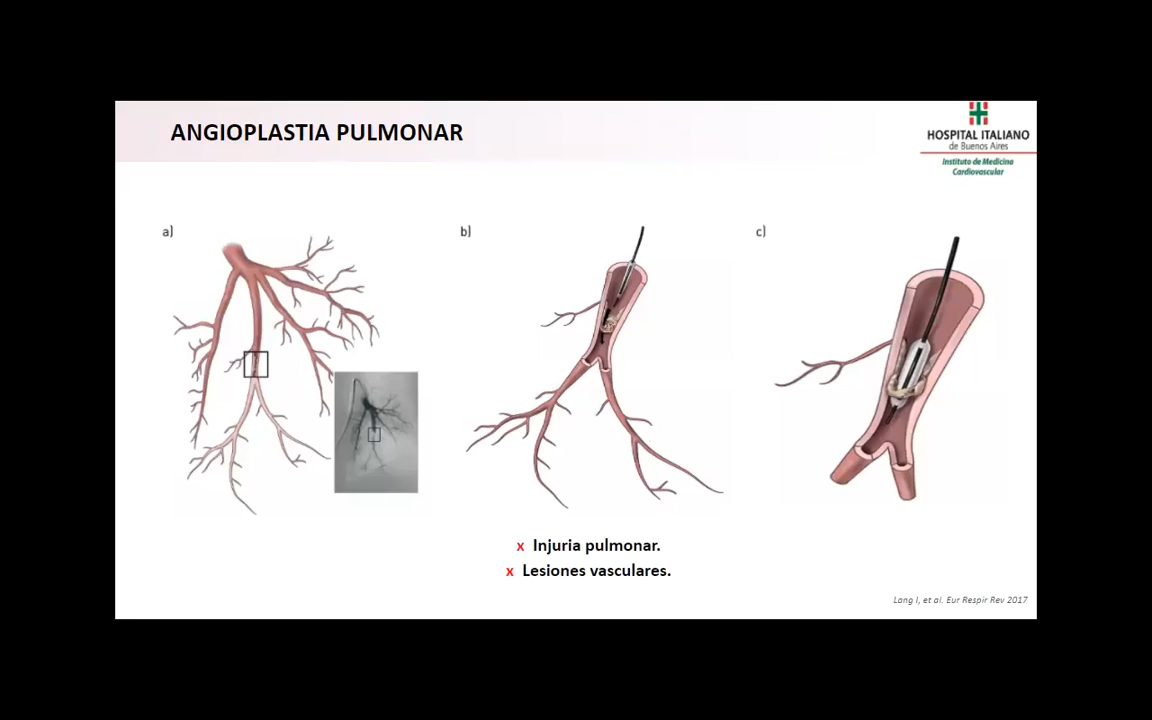 ANGIOPLASTIA PULMONAR
HOSPITAL ITALIANO
de Buenos Aires
Instituto de Medicina
Cardiovascular
a)
b)
c)
x Injuria pulmonar.
x Lesiones vasculares.
Lang I, et al. Eur Respir Rev 2017